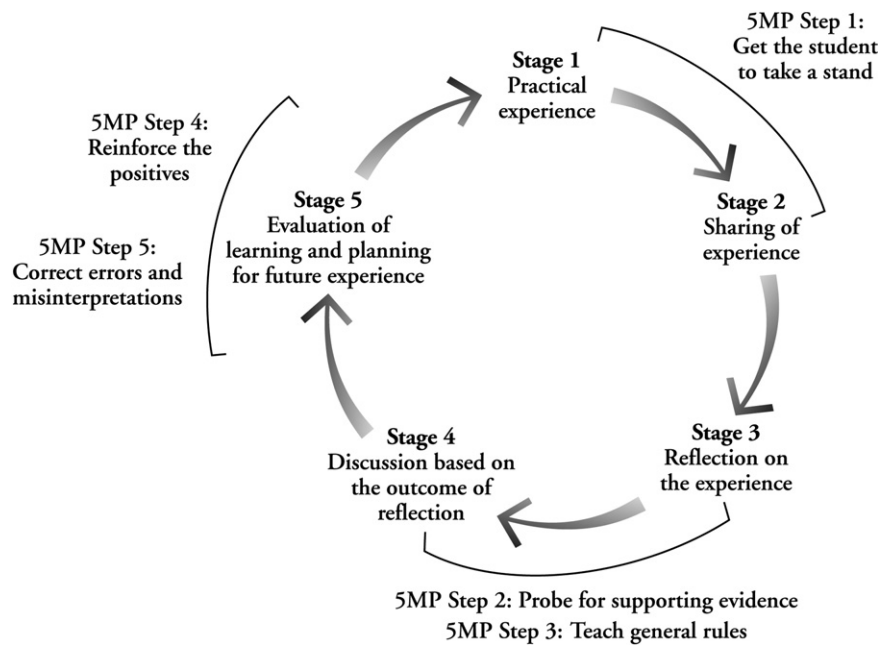 5MP Step 1:
Get the student
to take a stand
Stage 1
Practical
experience
Stage 2
Sharing of
experience
Stage 3
Reflection on
the experience
5MP Step 2: Probe for supporting evidence
5MP Step 3: Teach general rules
Stage 4
Discussion based on
the outcome of
reflection
Stage 5
Evaluation of
learning and planning
for future experience
5MP Step 4:
Reinforce the
positives
5MP Step 5:
Correct errors and
misinterpretations